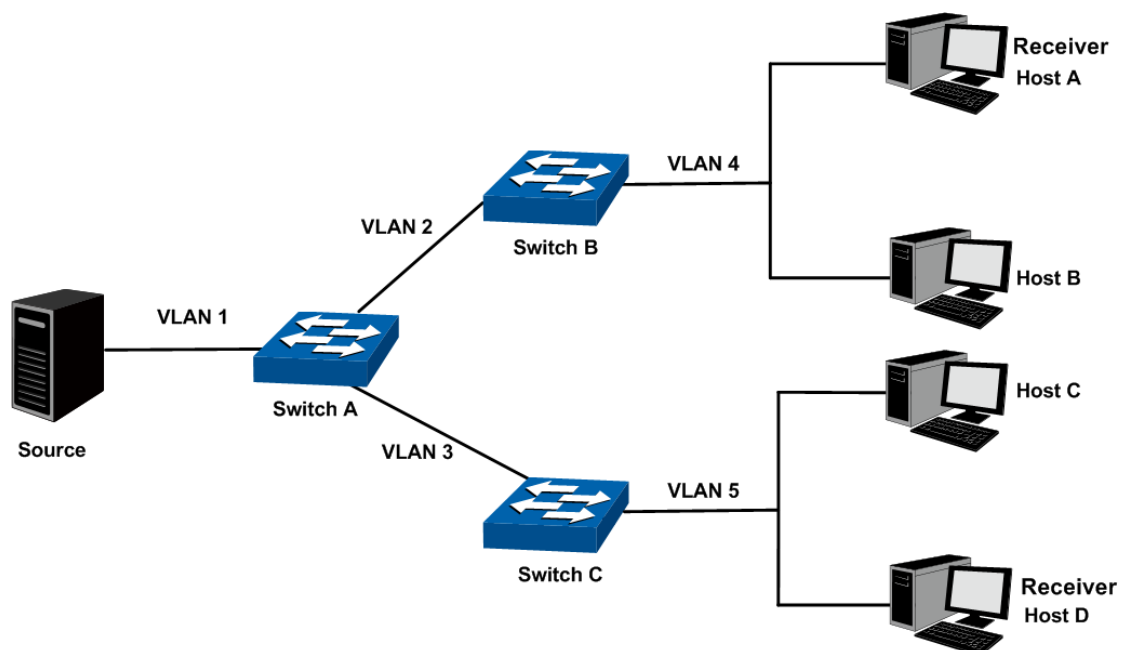 Receiver
Host A
VLAN 4
VLAN 2
Switch B
Host B
VLAN 1
Switch A
Host C
Source
VLAN 3
VLAN 5
Switch C
Receiver
Host D